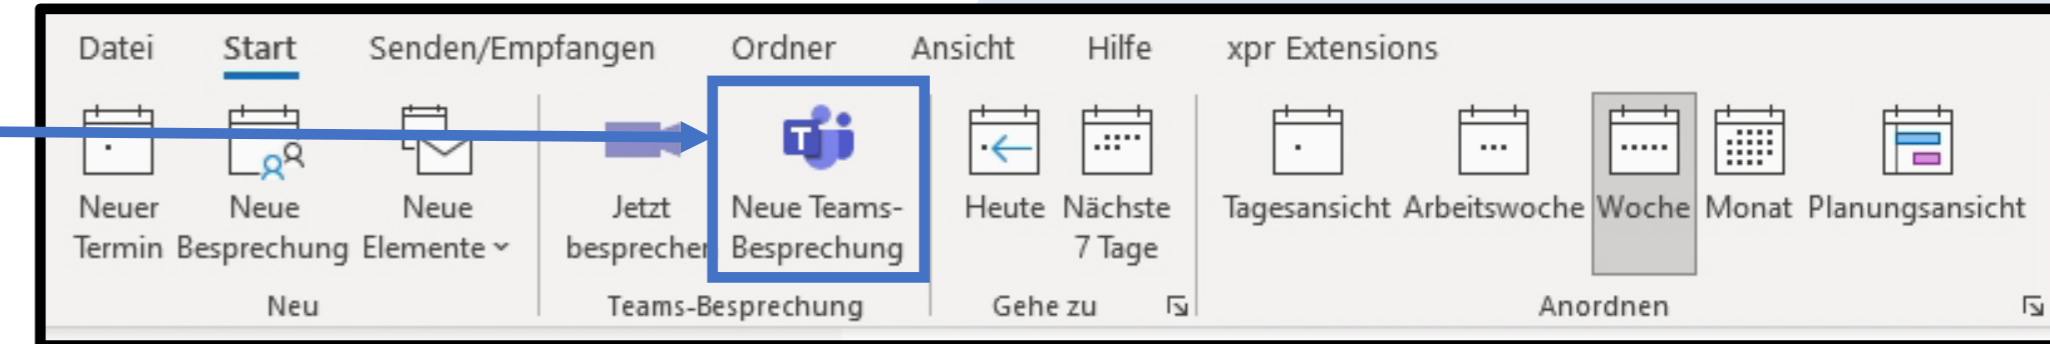 Datei Start Senden/Empfangen Ordner Ansicht Hilfe xpr Extensions
Neuer Neue Neue Jetzt Neue Teams- Heute Nächste Tagesansicht Arbeitswoche Woche Monat Planungsansicht
Termin Besprechung Elemente besprechen Besprechung 7 Tage
Neu Teams-Besprechung Gehe zu Anordnen